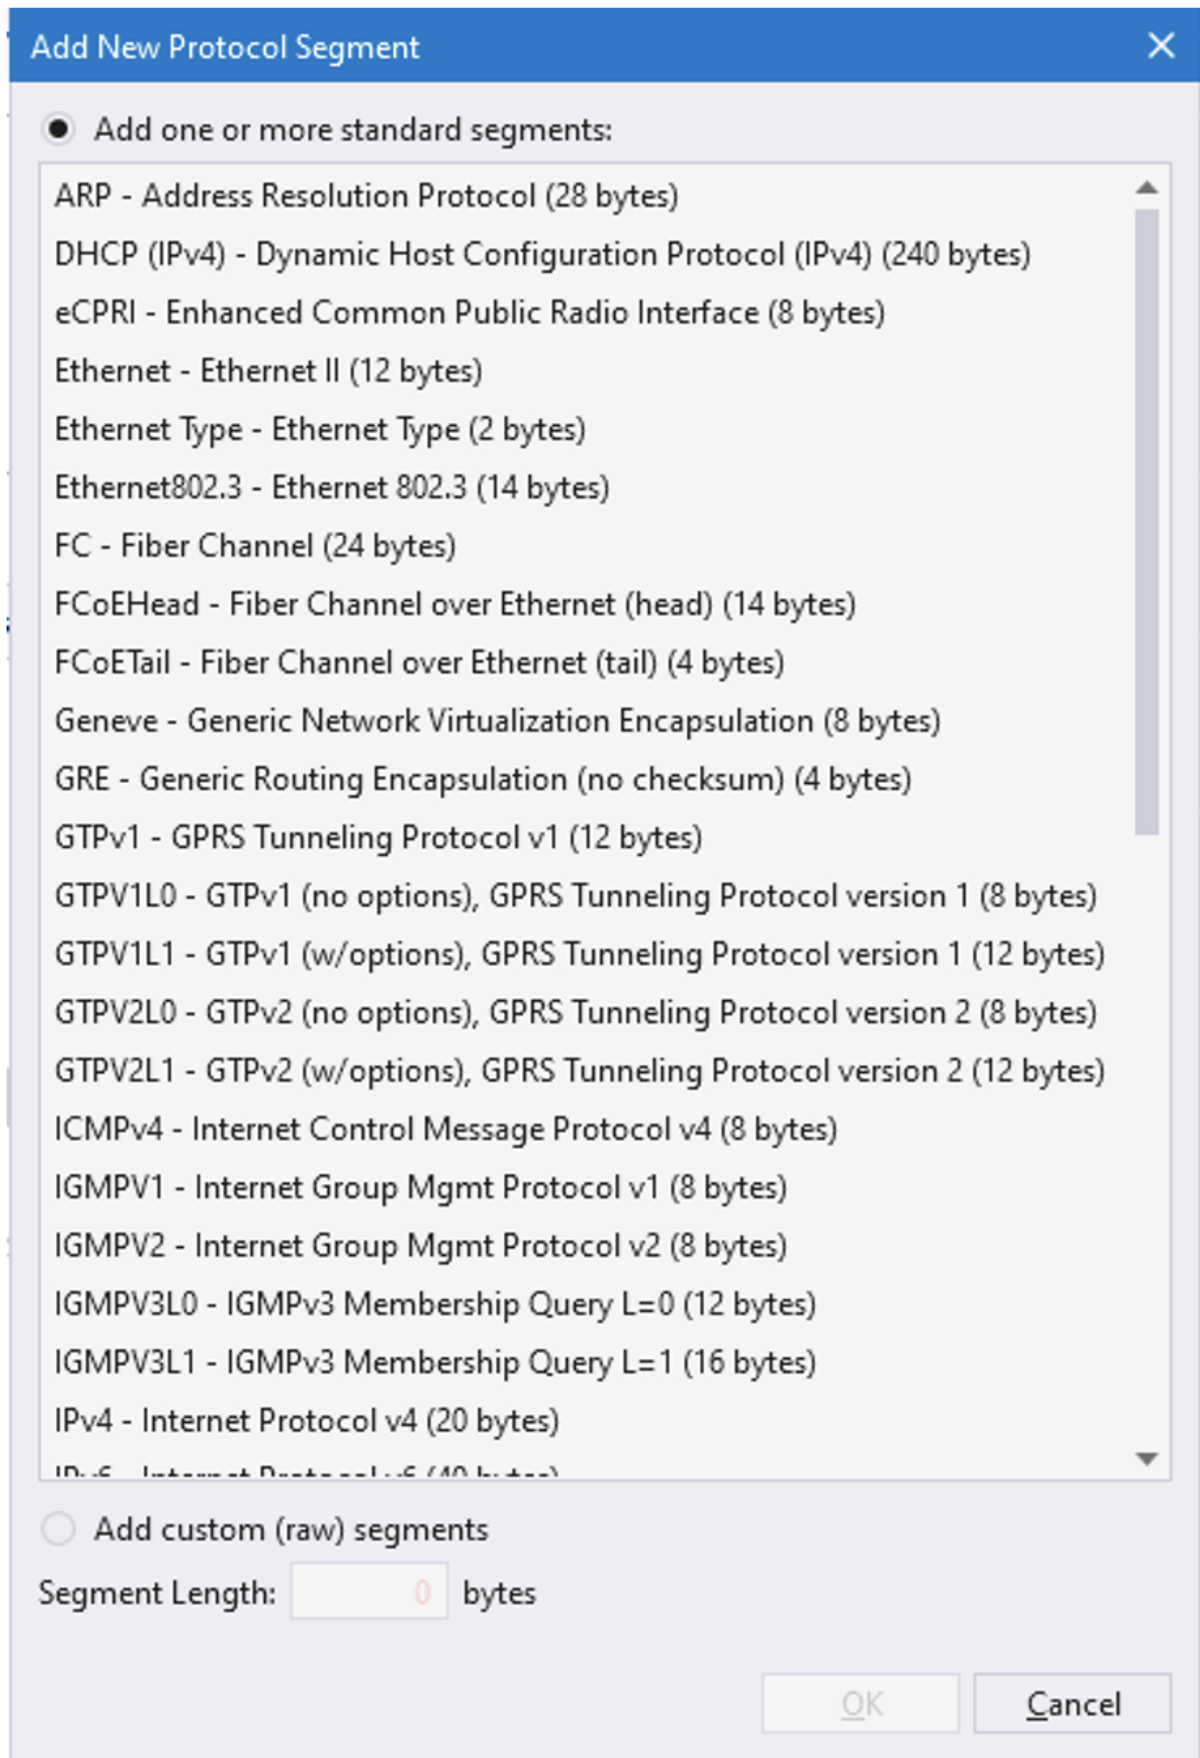 Add New Protocol Segment
Add one or more standard segments:
ARP - Address Resolution Protocol (28 bytes)
DHCP (IPv4) - Dynamic Host Configuration Protocol (IPv4) (240 bytes)
eCPRI - Enhanced Common Public Radio Interface (8 bytes)
Ethernet - Ethernet II (12 bytes)
Ethernet Type - Ethernet Type (2 bytes)
Ethernet802.3 - Ethernet 802.3 (14 bytes)
FC - Fiber Channel (24 bytes)
FCoEHead - Fiber Channel over Ethernet (head) (14 bytes)
FCoETail - Fiber Channel over Ethernet (tail) (4 bytes)
Geneve - Generic Network Virtualization Encapsulation (8 bytes)
GRE - Generic Routing Encapsulation (no checksum) (4 bytes)
GTPv1 - GPRS Tunneling Protocol v1 (12 bytes)
GTPV1L0 - GTPv1 (no options), GPRS Tunneling Protocol version 1 (8 bytes)
GTPV1L1 - GTPv1 (w/options), GPRS Tunneling Protocol version 1 (12 bytes)
GTPV2L0 - GTPv2 (no options), GPRS Tunneling Protocol version 2 (8 bytes)
GTPV2L1 - GTPv2 (w/options), GPRS Tunneling Protocol version 2 (12 bytes)
ICMPv4 - Internet Control Message Protocol v4 (8 bytes)
IGMPV1 - Internet Group Mgmt Protocol v1 (8 bytes)
IGMPV2 - Internet Group Mgmt Protocol v2 (8 bytes)
IGMPV3L0 - IGMPv3 Membership Query L=0 (12 bytes)
IGMPV3L1 - IGMPv3 Membership Query L=1 (16 bytes)
IPv4 - Internet Protocol v4 (20 bytes)
IPv6 - Internet Protocol v6 (40 bytes)
Add custom (raw) segments
Segment Length: 0 bytes
OK Cancel